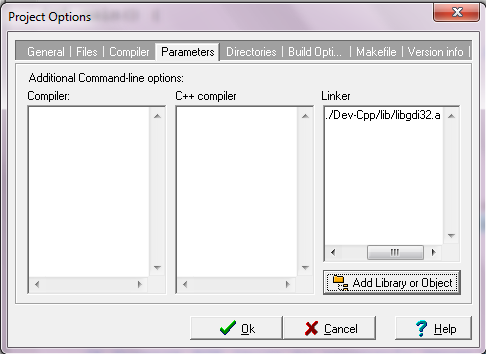 Project Options
General Files Compiler Parameters Directories Build Opti... Makefile Version info
Additional Command-line options:
Compiler: C++ compiler Linker
./Dev-Cpp/lib/libgdi32.a
Add Library or Object
Ok Cancel ? Help